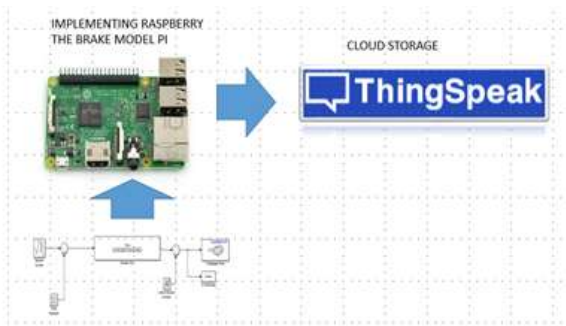 IMPLEMENTING RASPBERRY
THE BRAKE MODEL PI
CLOUD STORAGE
ThingSpeak